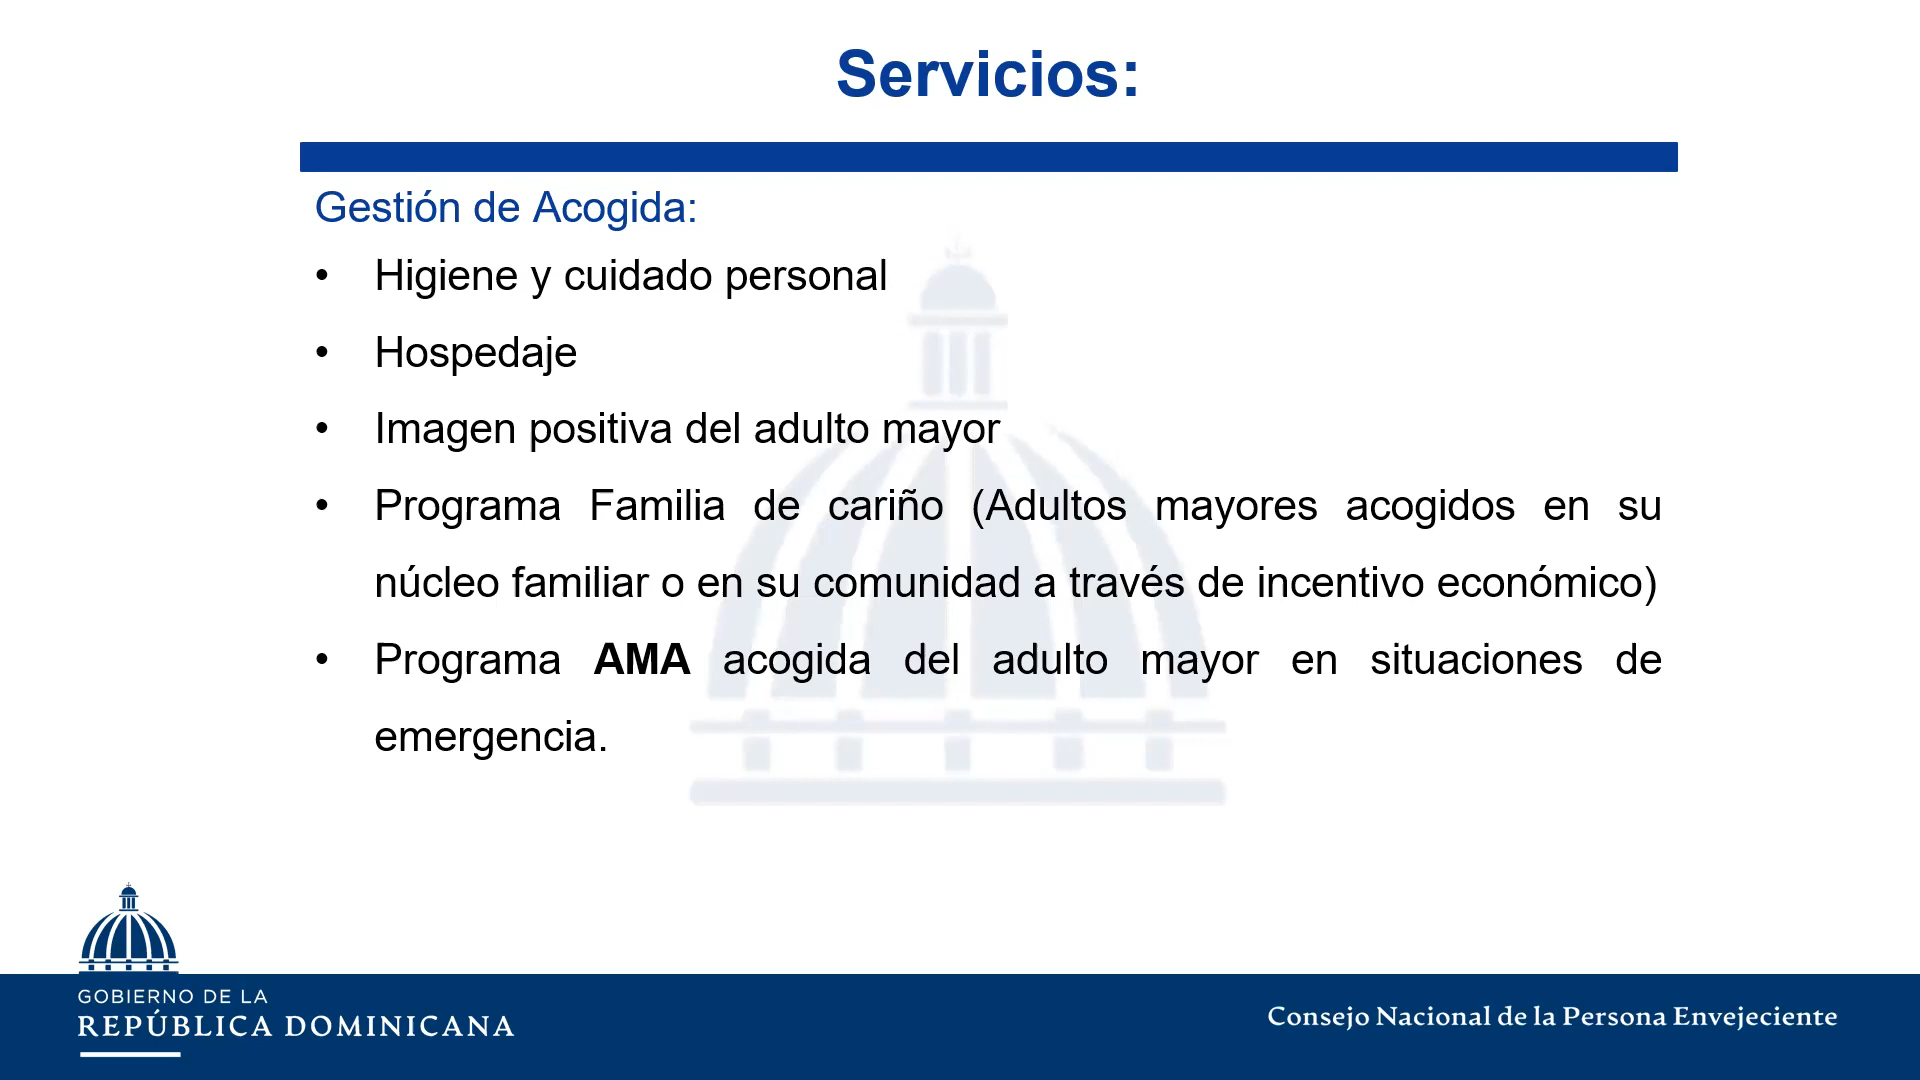 Servicios:
Gestión de Acogida:
• Higiene y cuidado personal
• Hospedaje
• Imagen positiva del adulto mayor
• Programa Familia de cariño (Adultos mayores acogidos en su
núcleo familiar o en su comunidad a través de incentivo económico)
• Programa AMA acogida del adulto mayor en situaciones de
emergencia.
GOBIERNO DE LA
REPÚBLICA DOMINICANA
Consejo Nacional de la Persona Envejeciente